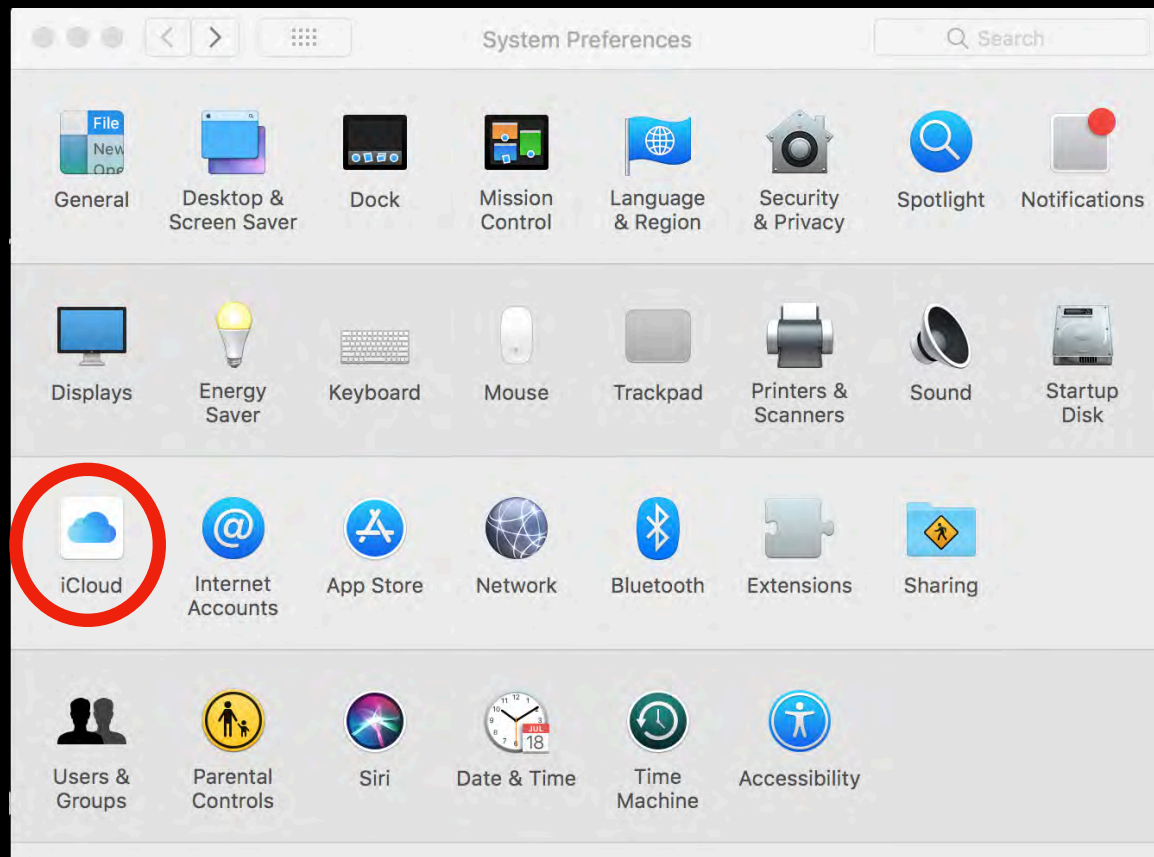 System Preferences
Search
File
New
Ope
General
Desktop &
Screen Saver
Dock
Mission
Control
Language
& Region
Security
& Privacy
Spotlight
Notifications
Displays
Energy
Saver
Keyboard
Mouse
Trackpad
Printers &
Scanners
Sound
Startup
Disk
iCloud
Internet
Accounts
@
App Store
Network
Bluetooth
Extensions
Sharing
Users &
Groups
Parental
Controls
Siri
JUL
18
Date & Time
Time
Machine
Accessibility